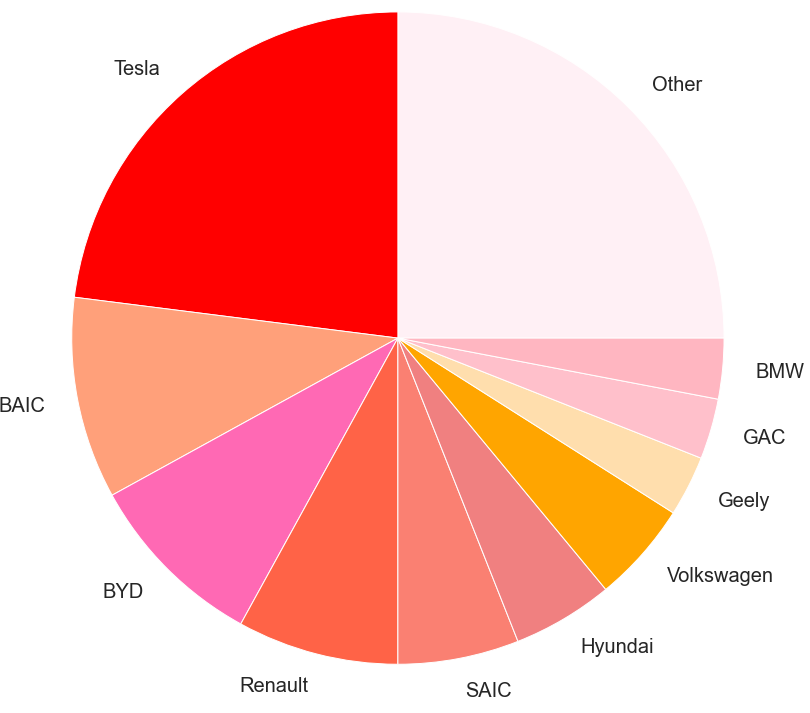 Tesla
Other
BMW
BAIC
GAC
Geely
Volkswagen
BYD
Hyundai
Renault
SAIC